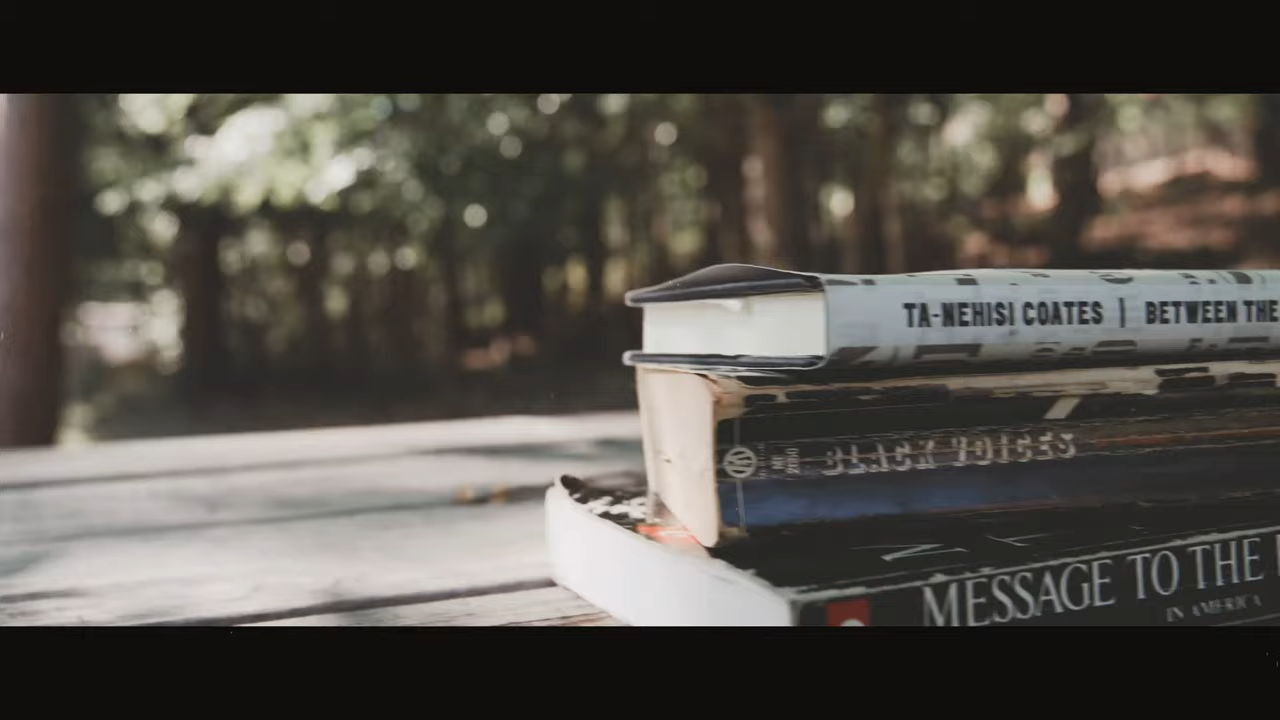 TA-NEHISI COATES | BETWEEN THE
BLACK VOICES
MESSAGE TO THE
IN AMERICA